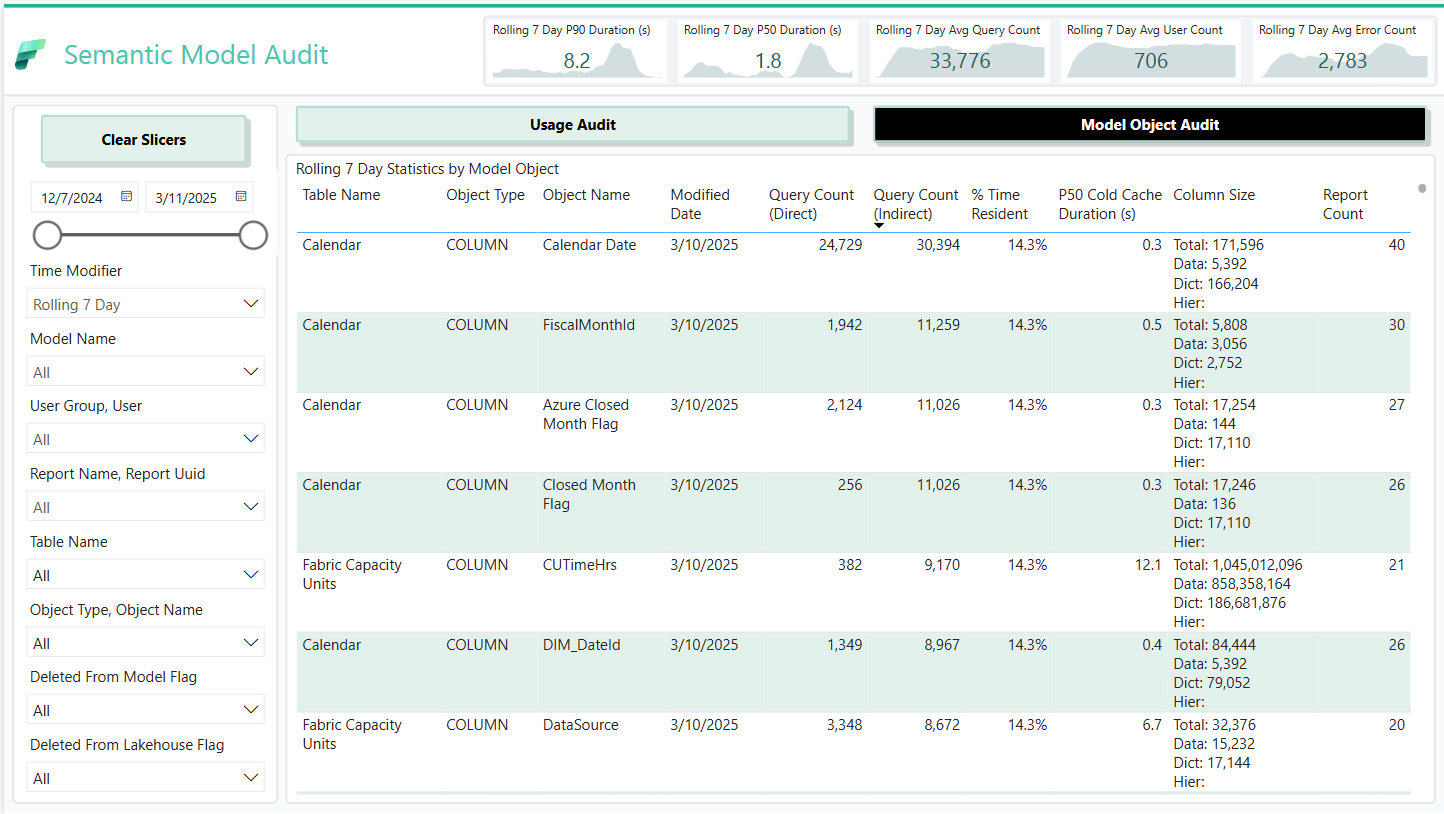 Semantic Model Audit
Rolling 7 Day P90 Duration (s)
8.2
Rolling 7 Day P50 Duration (s)
1.8
Rolling 7 Day Avg Query Count
33,776
Rolling 7 Day Avg User Count
706
Rolling 7 Day Avg Error Count
2,783
Clear Slicers
12/7/2024
3/11/2025
Time Modifier
Rolling 7 Day
Model Name
All
User Group, User
All
Report Name, Report Uuid
All
Table Name
All
Object Type, Object Name
All
Deleted From Model Flag
All
Deleted From Lakehouse Flag
All
Usage Audit
Model Object Audit
Rolling 7 Day Statistics by Model Object
Table Name Object Type Object Name Modified Date Query Count (Direct) Query Count (Indirect) % Time Resident P50 Cold Cache Duration (s) Column Size Report Count
Calendar COLUMN Calendar Date 3/10/2025 24,729 30,394 14.3% 0.3 Total: 171,596 40
Data: 5,392
Dict: 166,204
Hier:
Calendar COLUMN FiscalMonthId 3/10/2025 1,942 11,259 14.3% 0.5 Total: 5,808 30
Data: 3,056
Dict: 2,752
Hier:
Calendar COLUMN Azure Closed Month Flag 3/10/2025 2,124 11,026 14.3% 0.3 Total: 17,254 27
Data: 144
Dict: 17,110
Hier:
Calendar COLUMN Closed Month Flag 3/10/2025 256 11,026 14.3% 0.3 Total: 17,246 26
Data: 136
Dict: 17,110
Hier:
Fabric Capacity Units COLUMN CUTimeHrs 3/10/2025 382 9,170 14.3% 12.1 Total: 1,045,012,096 21
Data: 858,358,164
Dict: 186,681,876
Hier:
Calendar COLUMN DIM_DateId 3/10/2025 1,349 8,967 14.3% 0.4 Total: 84,444 26
Data: 5,392
Dict: 79,052
Hier:
Fabric Capacity Units COLUMN DataSource 3/10/2025 3,348 8,672 14.3% 6.7 Total: 32,376 20
Data: 15,232
Dict: 17,144
Hier: